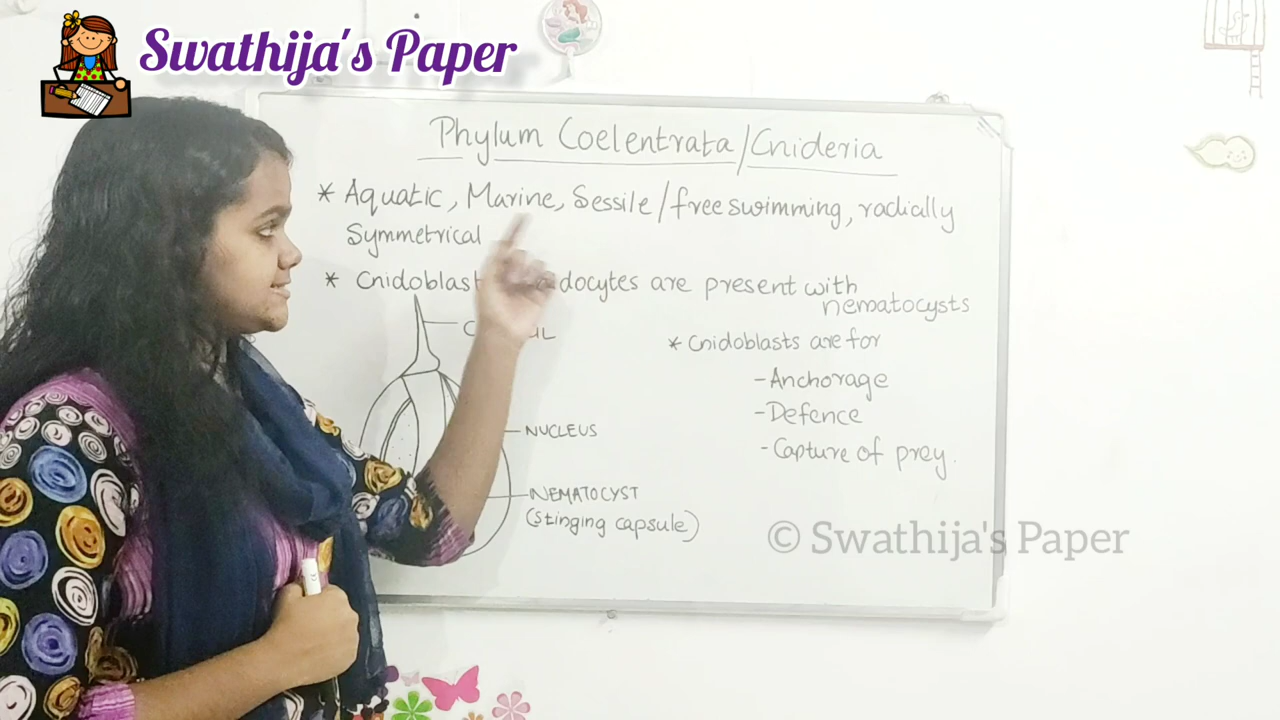 Swathija's Paper
Phylum Coelentrata/Cnideria
* Aquatic, Marine, Sessile/free swimming, radially
Symmetrical
* Cnidoblast docytes are present with
nematocysts
* Cnidoblasts are for
- Anchorage
- Defence
- Capture of prey.
NUCLEUS
NEMATOCYST
(stinging capsule)
© Swathija's Paper